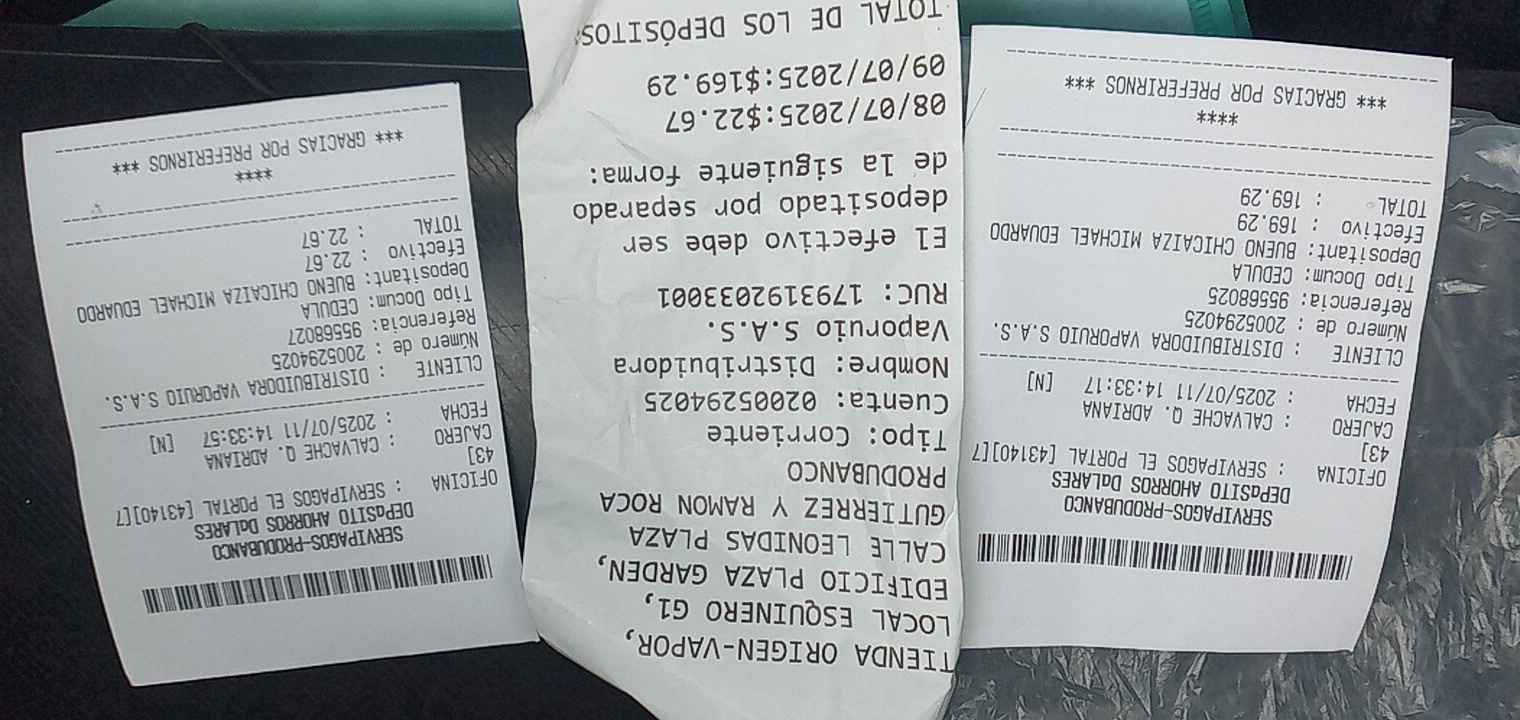 SERVIPAGOS-PRODUBANCO
DEPaSITO AHORROS DaLARES
OFICINA : SERVIPAGOS EL PORTAL [43140][7
43]
CAJERO : CALVACHE Q. ADRIANA
FECHA : 2025/07/11 14:33:17 [N]
CLIENTE : DISTRIBUIDORA VAPORUIO S.A.S.
Número de : 2005294025
Referencia: 95568025
Tipo Docum: CEDULA
Depositant: BUENO CHICAIZA MICHAEL EDUARDO
Efectivo : 169.29
TOTAL : 169.29
****
*** GRACIAS POR PREFERIRNOS ***
TIENDA ORIGEN-VAPOR,
LOCAL ESQUINERO G1,
EDIFICIO PLAZA GARDEN,
CALLE LEONIDAS PLAZA
GUTIERREZ Y RAMON ROCA
PRODUBANCO
Tipo: Corriente
Cuenta: 02005294025
Nombre: Distribuidora
Vaporuio S.A.S.
RUC: 1793192033001
El efectivo debe ser
depositado por separado
de la siguiente forma:
08/07/2025:$22.67
09/07/2025:$169.29
TOTAL DE LOS DEPÓSITOS:
SERVIPAGOS-PRODUBANCO
DEPaSITO AHORROS DaLARES
OFICINA : SERVIPAGOS EL PORTAL [43140][7
43]
CAJERO : CALVACHE Q. ADRIANA
FECHA : 2025/07/11 14:33:57 [N]
CLIENTE : DISTRIBUIDORA VAPORUIO S.A.S.
Número de : 2005294025
Referencia: 95568027
Tipo Docum: CEDULA
Depositant: BUENO CHICAIZA MICHAEL EDUARDO
Efectivo : 22.67
TOTAL : 22.67
****
*** GRACIAS POR PREFERIRNOS ***